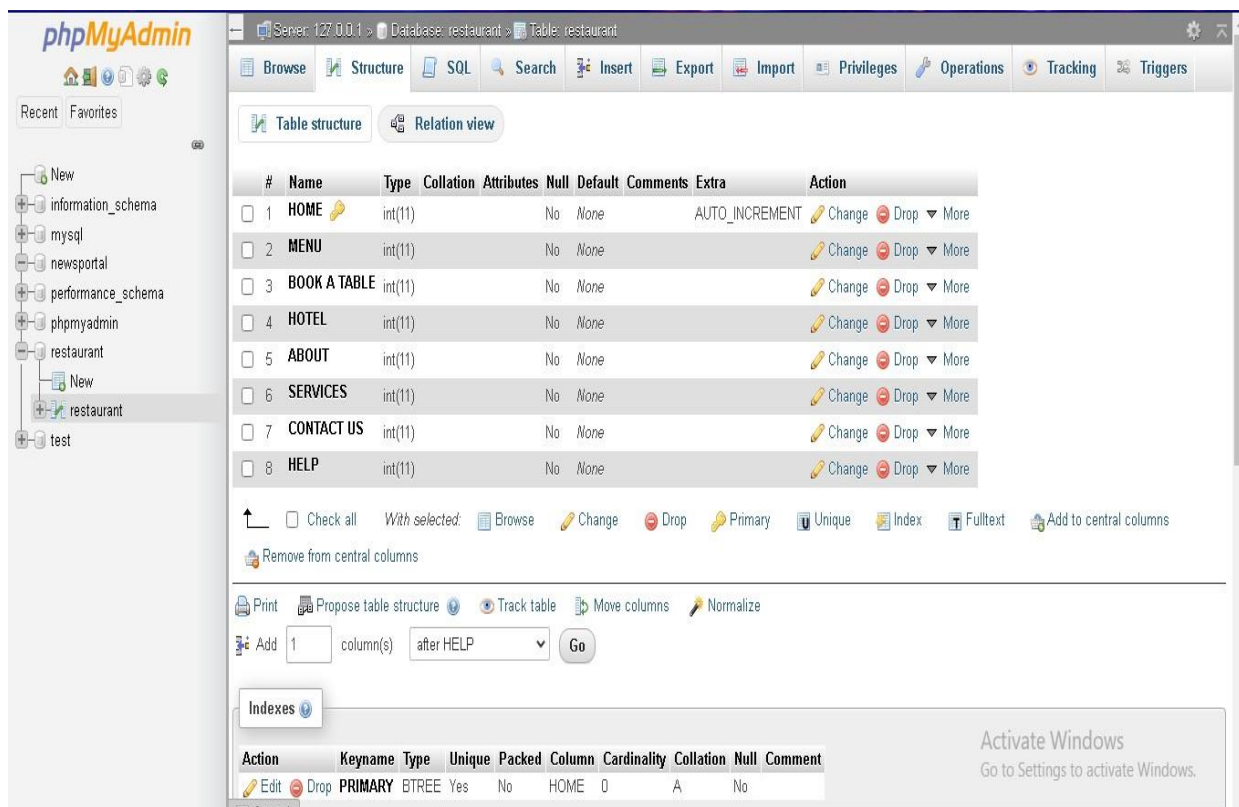 phpMyAdmin
Recent Favorites
New
information_schema
mysql
newsportal
performance_schema
phpmyadmin
restaurant
New
restaurant
test
Server: 127.0.0.1 » Database: restaurant » Table: restaurant
Browse Structure SQL Search Insert Export Import Privileges Operations Tracking Triggers
Table structure Relation view
# Name Type Collation Attributes Null Default Comments Extra Action
1 HOME int(11) No None AUTO_INCREMENT Change Drop More
2 MENU int(11) No None Change Drop More
3 BOOK A TABLE int(11) No None Change Drop More
4 HOTEL int(11) No None Change Drop More
5 ABOUT int(11) No None Change Drop More
6 SERVICES int(11) No None Change Drop More
7 CONTACT US int(11) No None Change Drop More
8 HELP int(11) No None Change Drop More
Check all With selected: Browse Change Drop Primary Unique Index Fulltext Add to central columns
Remove from central columns
Print Propose table structure Track table Move columns Normalize
Add 1 column(s) after HELP Go
Indexes
Action Keyname Type Unique Packed Column Cardinality Collation Null Comment
Edit Drop PRIMARY BTREE Yes No HOME 0 A No
Activate Windows
Go to Settings to activate Windows.